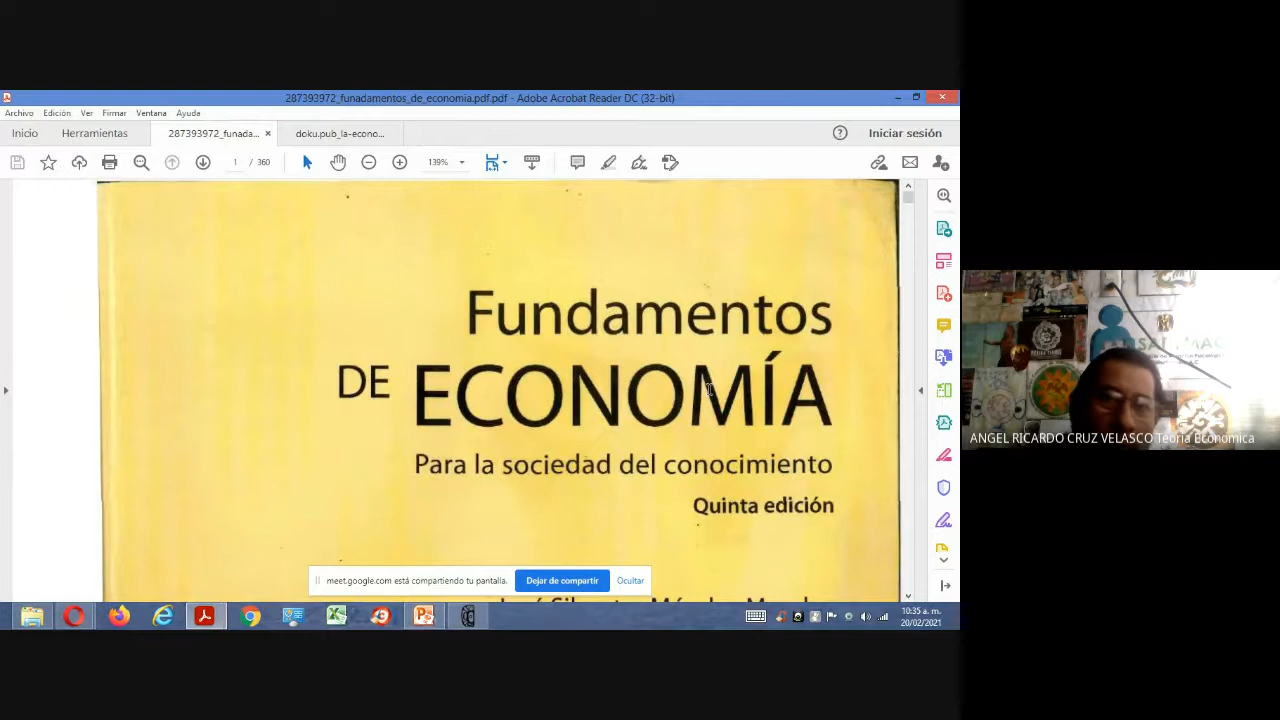 287393972_funadamentos_de_economia.pdf.pdf - Adobe Acrobat Reader DC (32-bit)
Archivo Edición Ver Firmar Ventana Ayuda
Inicio Herramientas 287393972_funada... × doku.pub_la-econo... Iniciar sesión
1 / 360 139%
Fundamentos
DE ECONOMÍA
Para la sociedad del conocimiento
Quinta edición
meet.google.com está compartiendo tu pantalla. Dejar de compartir Ocultar
10:35 a. m.
20/02/2021
ANGEL RICARDO CRUZ VELASCO Teoría Económica